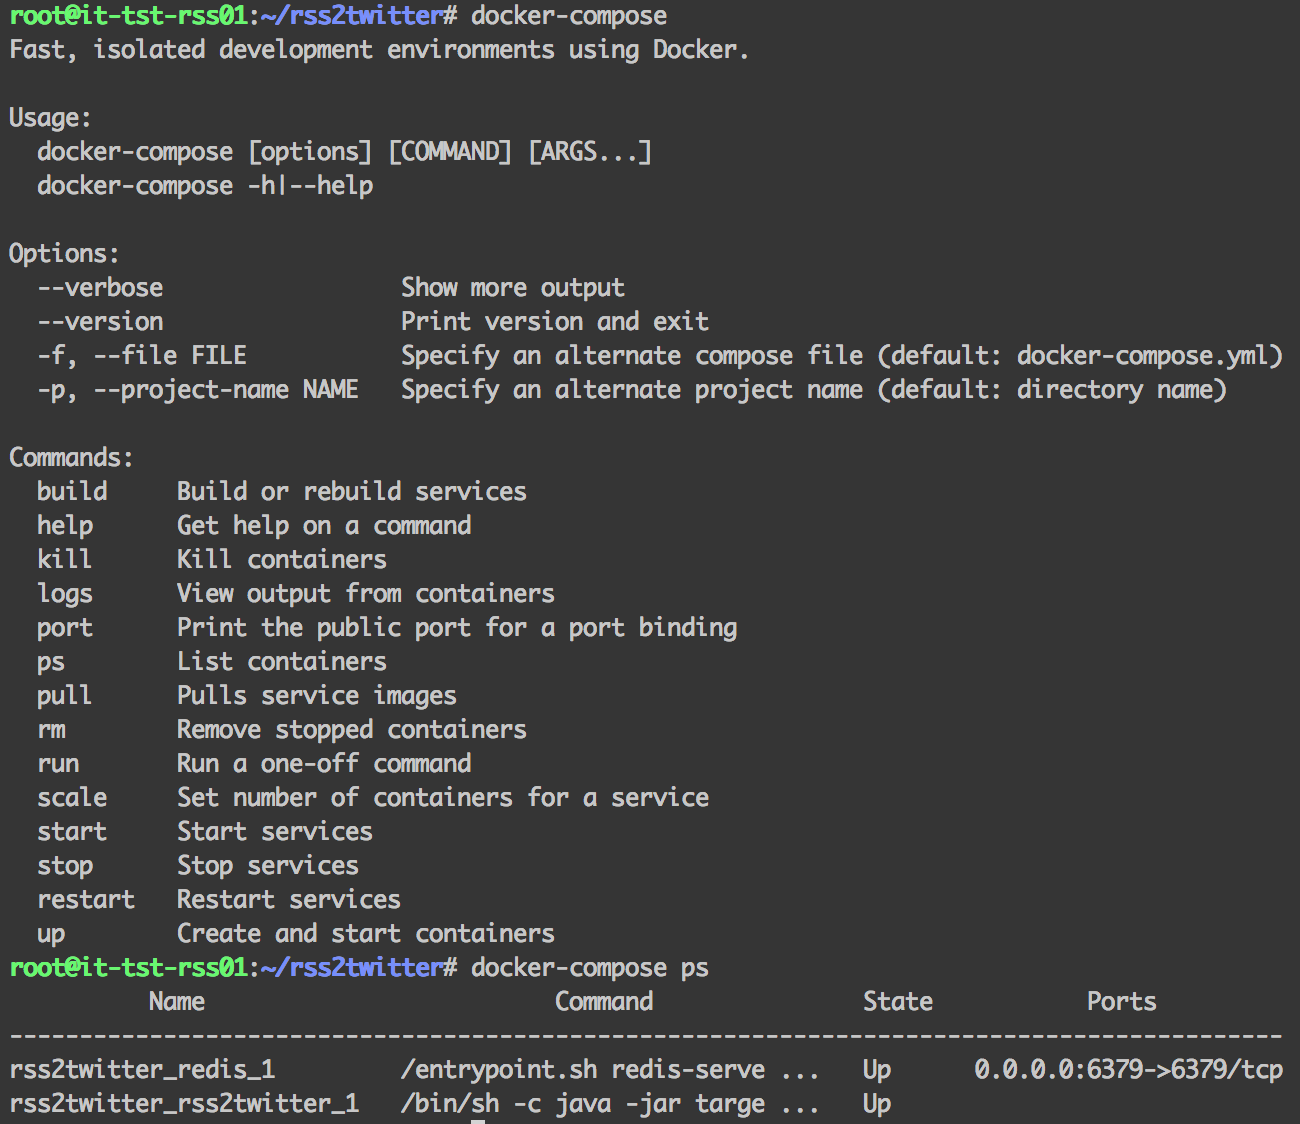 root@it-tst-rss01:~/rss2twitter# docker-compose
Fast, isolated development environments using Docker.
Usage:
docker-compose [options] [COMMAND] [ARGS...]
docker-compose -h|--help
Options:
--verbose Show more output
--version Print version and exit
-f, --file FILE Specify an alternate compose file (default: docker-compose.yml)
-p, --project-name NAME Specify an alternate project name (default: directory name)
Commands:
build Build or rebuild services
help Get help on a command
kill Kill containers
logs View output from containers
port Print the public port for a port binding
ps List containers
pull Pulls service images
rm Remove stopped containers
run Run a one-off command
scale Set number of containers for a service
start Start services
stop Stop services
restart Restart services
up Create and start containers
root@it-tst-rss01:~/rss2twitter# docker-compose ps
Name Command State Ports
-------------------------------------------------------------------------------------------
rss2twitter_redis_1 /entrypoint.sh redis-serve ... Up 0.0.0.0:6379->6379/tcp
rss2twitter_rss2twitter_1 /bin/sh -c java -jar targe ... Up